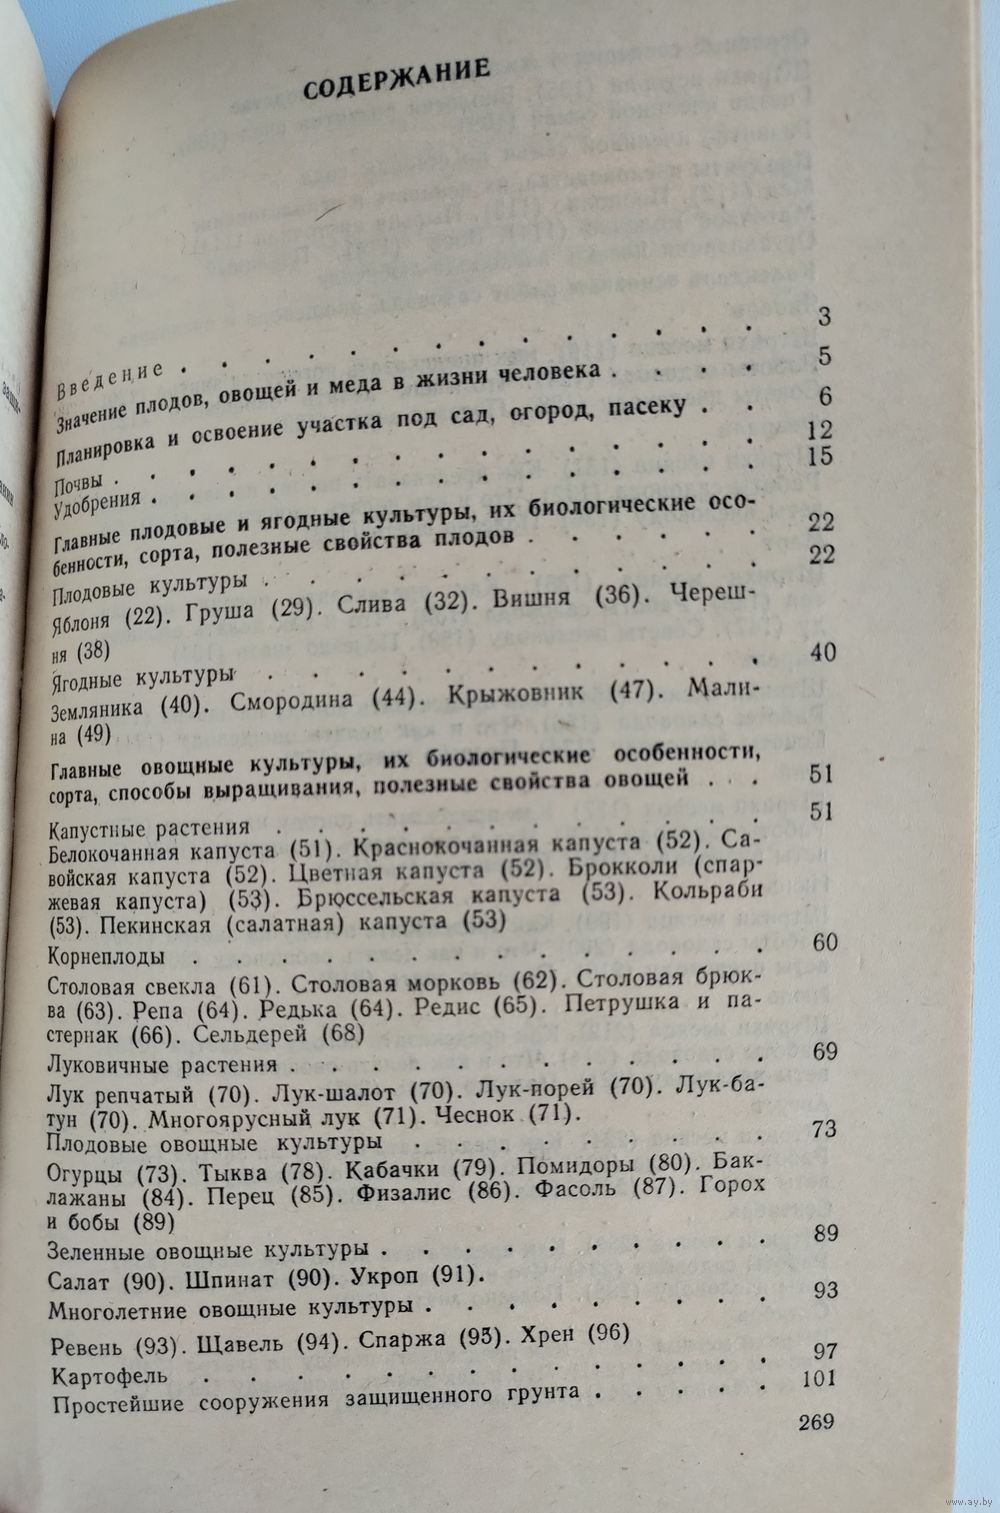 СОДЕРЖАНИЕ
Введение . . . . . . . . . . . . . 3
Значение плодов, овощей и меда в жизни человека . . . . 5
Планировка и освоение участка под сад, огород, пасеку . . 6
Почвы . . . . . . . . . . . . . . 12
Удобрения . . . . . . . . . . . . . 15
Главные плодовые и ягодные культуры, их биологические осо-
бенности, сорта, полезные свойства плодов . . . . . . 22
Плодовые культуры . . . . . . . . . . . 22
Яблоня (22). Груша (29). Слива (32). Вишня (36). Череш-
ня (38)
Ягодные культуры . . . . . . . . . . . 40
Земляника (40). Смородина (44). Крыжовник (47). Мали-
на (49)
Главные овощные культуры, их биологические особенности,
сорта, способы выращивания, полезные свойства овощей . . . 51
Капустные растения . . . . . . . . . . . 51
Белокочанная капуста (51). Краснокочанная капуста (52). Са-
войская капуста (52). Цветная капуста (52). Брокколи (спар-
жевая капуста) (53). Брюссельская капуста (53). Кольраби
(53). Пекинская (салатная) капуста (53)
Корнеплоды . . . . . . . . . . . . . 60
Столовая свекла (61). Столовая морковь (62). Столовая брюк-
ва (63). Репа (64). Редька (64). Редис (65). Петрушка и па-
стернак (66). Сельдерей (68)
Луковичные растения . . . . . . . . . . 69
Лук репчатый (70). Лук-шалот (70). Лук-порей (70). Лук-ба-
тун (70). Многоярусный лук (71). Чеснок (71).
Плодовые овощные культуры . . . . . . . . . 73
Огурцы (73). Тыква (78). Кабачки (79). Помидоры (80). Бак-
лажаны (84). Перец (85). Физалис (86). Фасоль (87). Горох
и бобы (89)
Зеленные овощные культуры . . . . . . . . . . 89
Салат (90). Шпинат (90). Укроп (91).
Многолетние овощные культуры . . . . . . . . . 93
Ревень (93). Щавель (94). Спаржа (95). Хрен (96)
Картофель . . . . . . . . . . . . . 97
Простейшие сооружения защищенного грунта . . . . . 101
269
www.ay.by